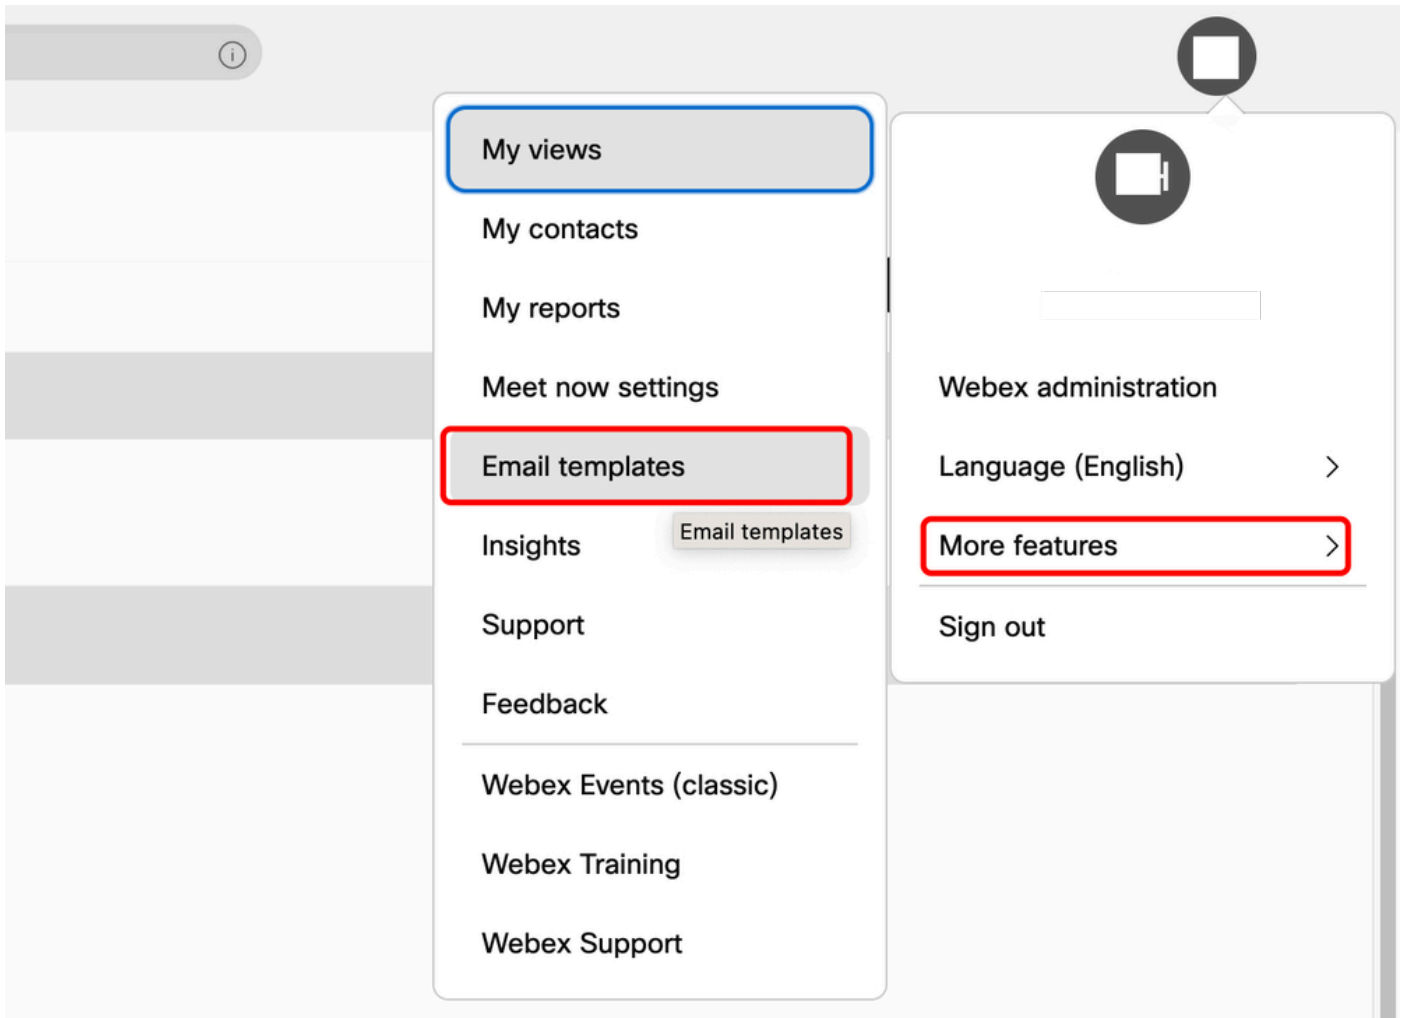 My views
My contacts
My reports
Meet now settings
Email templates
Email templates
Insights
Support
Feedback
Webex Events (classic)
Webex Training
Webex Support
Webex administration
Language (English)
More features
Sign out